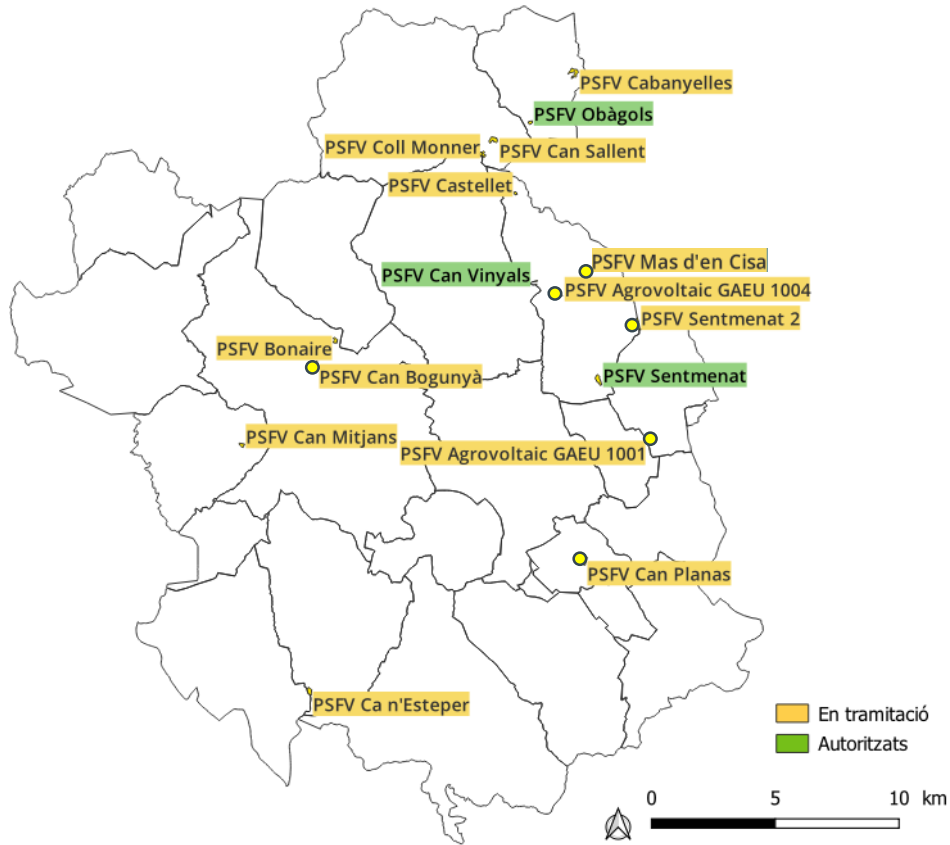 PSFV Cabanyelles
PSFV Obàgols
PSFV Coll Monner
PSFV Can Sallent
PSFV Castellet
PSFV Mas d'en Cisa
PSFV Can Vinyals
PSFV Agrovoltaic GAEU 1004
PSFV Sentmenat 2
PSFV Bonaire
PSFV Can Bogunyà
PSFV Sentmenat
PSFV Can Mitjans
PSFV Agrovoltaic GAEU 1001
PSFV Can Planas
PSFV Ca n'Esteper
En tramitació
Autoritzats
0 5 10 km